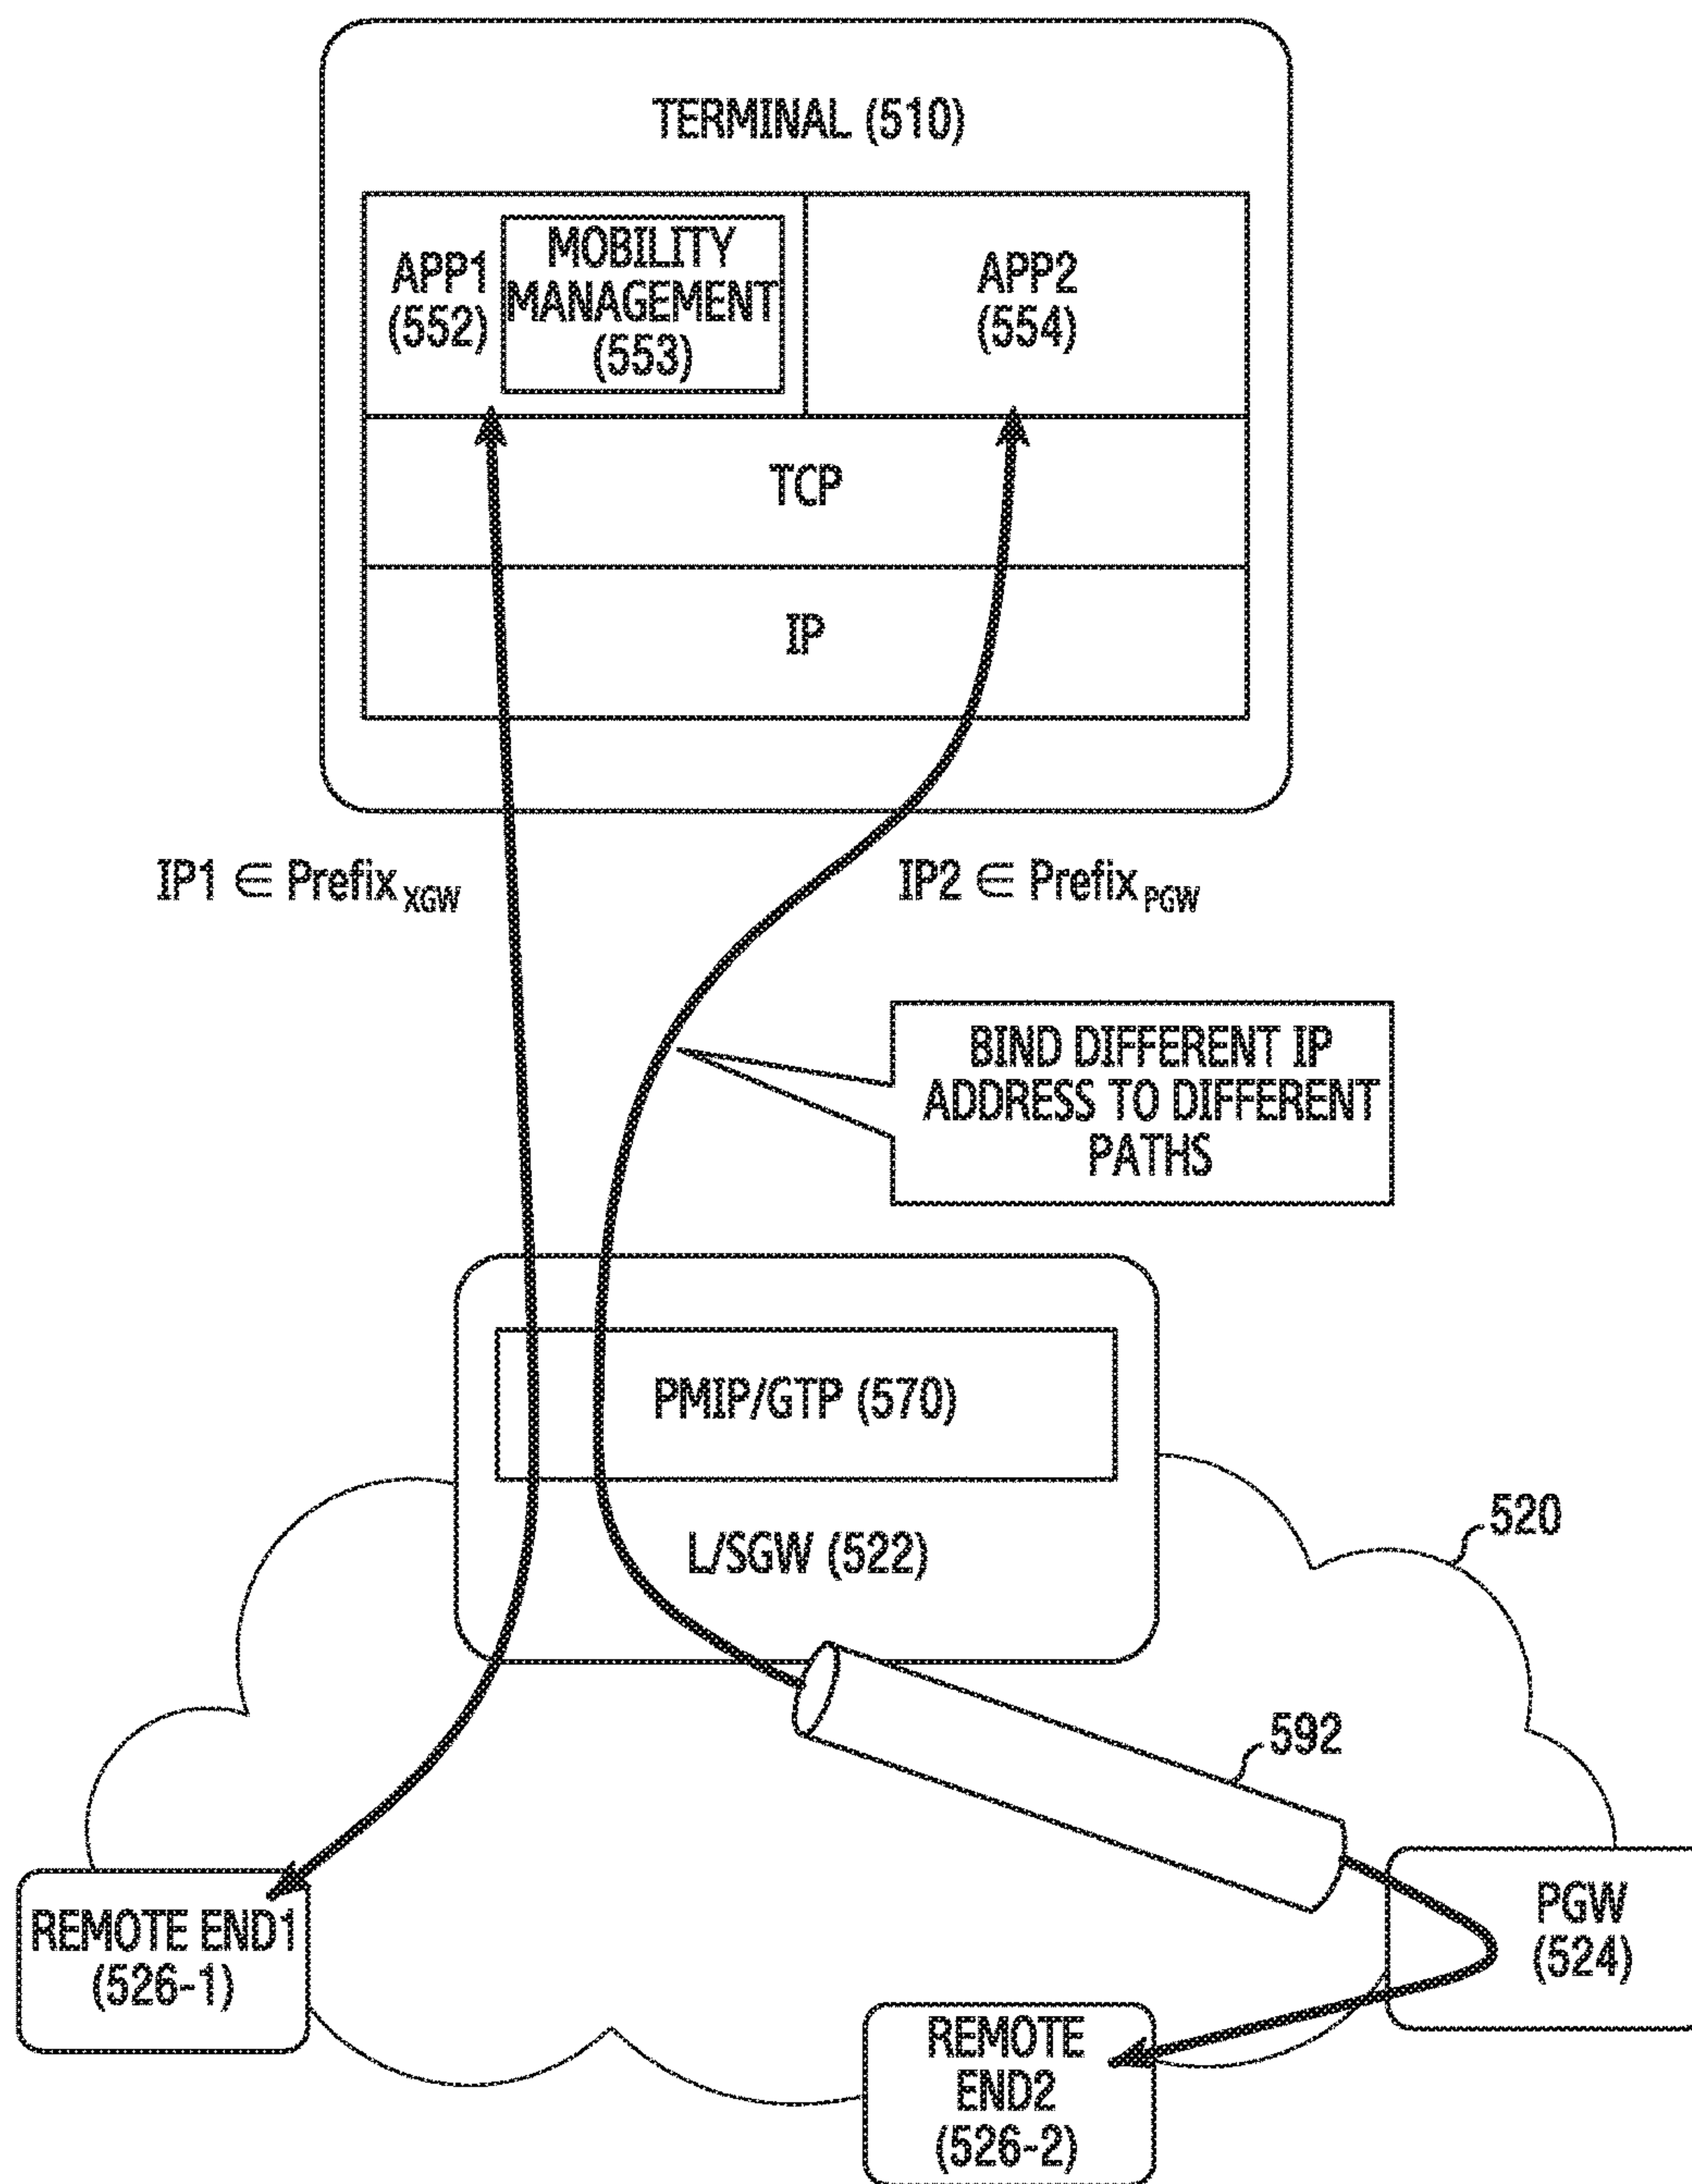 TERMINAL (510)
APP1
(552)
MOBILITY
MANAGEMENT
(553)
APP2
(554)
TCP
IP
IP1 ∈ Prefix XGW
IP2 ∈ Prefix PGW
BIND DIFFERENT IP
ADDRESS TO DIFFERENT
PATHS
PMIP/GTP (570)
L/SGW (522)
520
592
REMOTE END1
(526-1)
PGW
(524)
REMOTE
END2
(526-2)